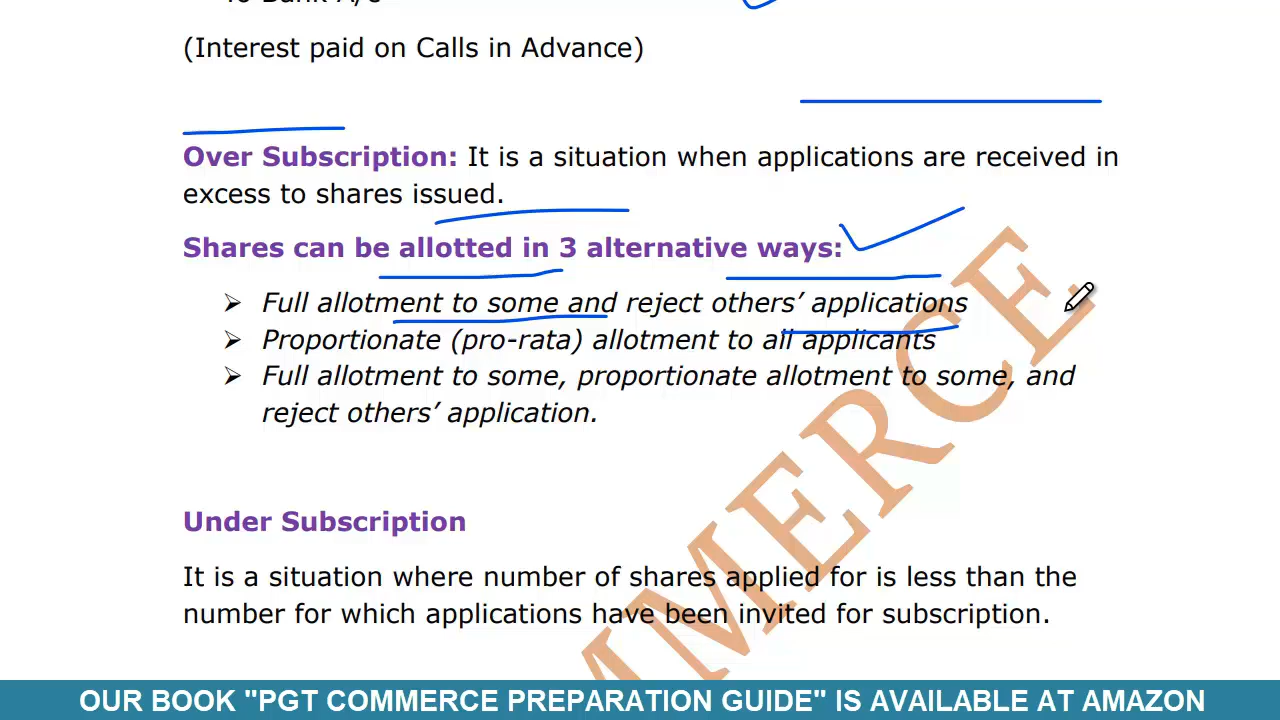 To Bank A/c
(Interest paid on Calls in Advance)
Over Subscription: It is a situation when applications are received in
excess to shares issued.
Shares can be allotted in 3 alternative ways:
➢ Full allotment to some and reject others’ applications
➢ Proportionate (pro-rata) allotment to all applicants
➢ Full allotment to some, proportionate allotment to some, and
reject others’ application.
Under Subscription
It is a situation where number of shares applied for is less than the
number for which applications have been invited for subscription.
MMERCE
OUR BOOK "PGT COMMERCE PREPARATION GUIDE" IS AVAILABLE AT AMAZON